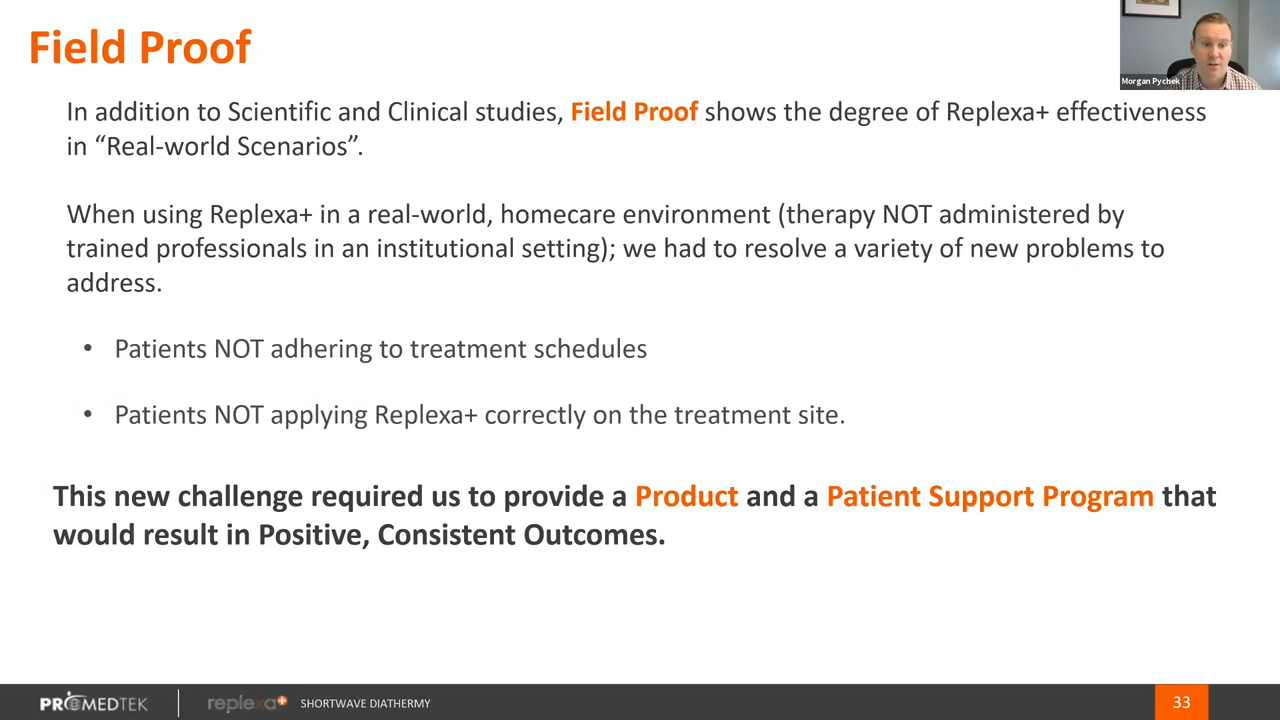 Field Proof
Morgan Pychek
In addition to Scientific and Clinical studies, Field Proof shows the degree of Replexa+ effectiveness
in “Real-world Scenarios”.
When using Replexa+ in a real-world, homecare environment (therapy NOT administered by
trained professionals in an institutional setting); we had to resolve a variety of new problems to
address.
• Patients NOT adhering to treatment schedules
• Patients NOT applying Replexa+ correctly on the treatment site.
This new challenge required us to provide a Product and a Patient Support Program that
would result in Positive, Consistent Outcomes.
PROMEDTEK
replexa+
SHORTWAVE DIATHERMY
33